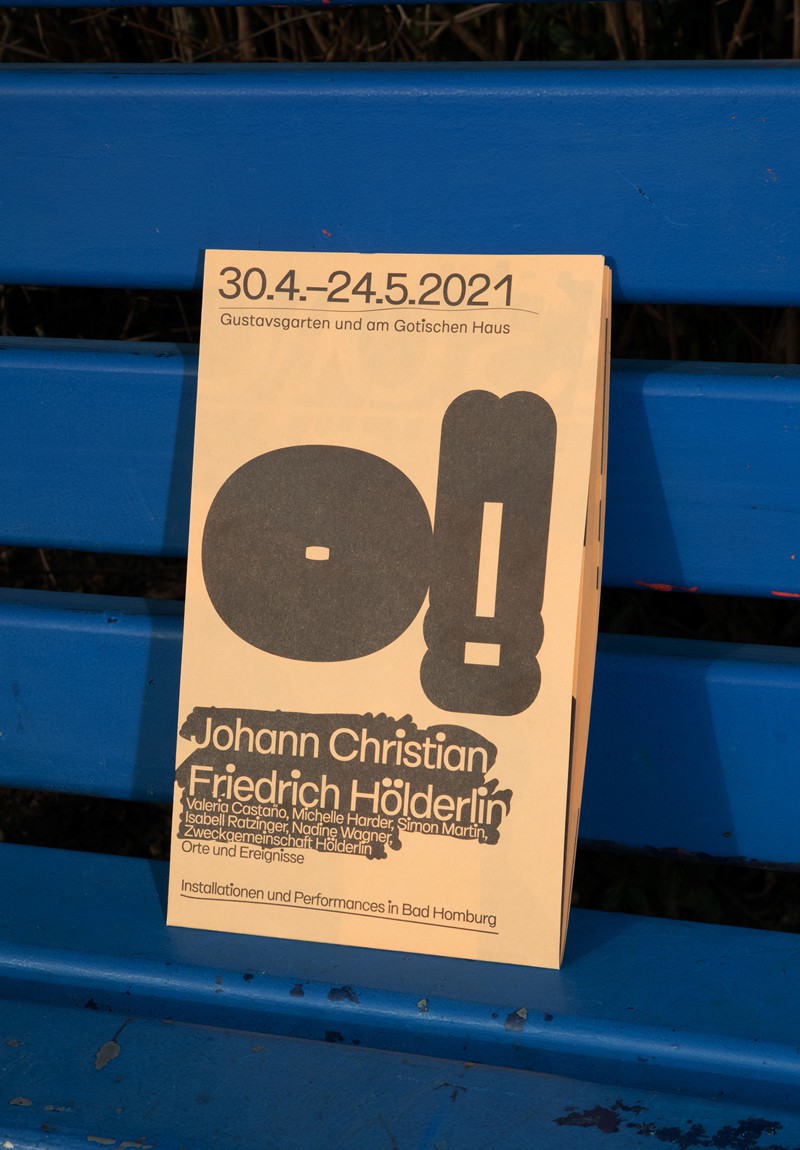 30.4.–24.5.2021
Gustavsgarten und am Gotischen Haus
o!
Johann Christian
Friedrich Hölderlin
Valeria Castaño, Michelle Harder, Simon Martin,
Isabell Ratzinger, Nadine Wagner,
Zweckgemeinschaft Hölderlin
Orte und Ereignisse
Installationen und Performances in Bad Homburg